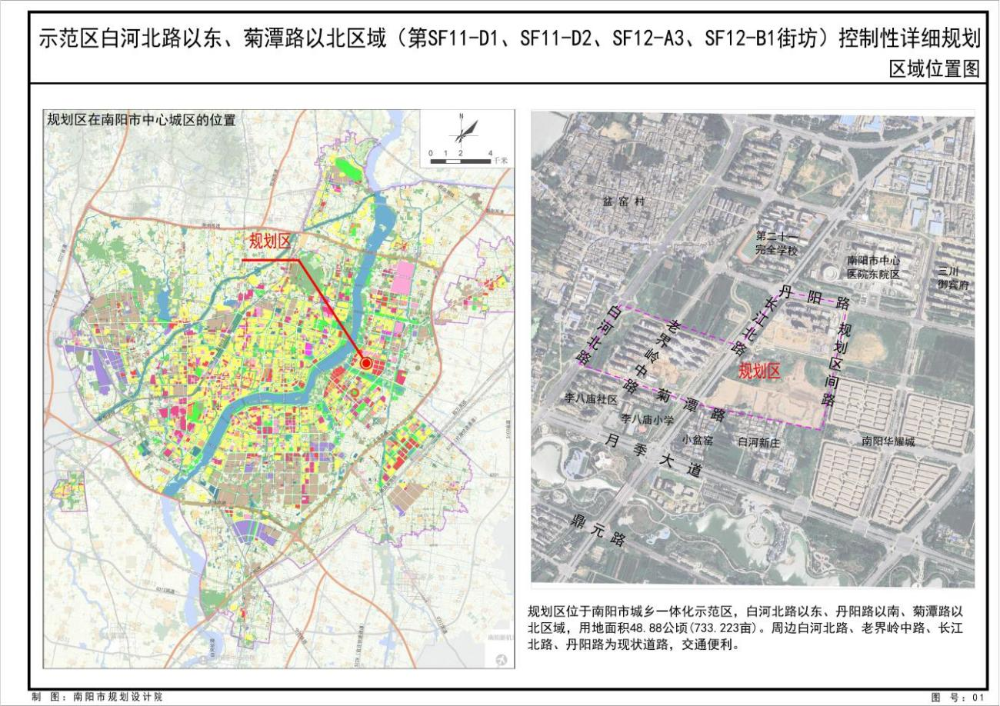 示范区白河北路以东、菊潭路以北区域（第SF11-D1、SF11-D2、SF12-A3、SF12-B1街坊）控制性详细规划
区域位置图
规划区在南阳市中心城区的位置
N
0 1 2 4 千米
规划区
盆窑村
第二十一
完全学校
南阳市中心
医院东院区
三川
御宾府
丹阳路
长江北路
白河北路
老界岭中路
规划区间路
规划区
菊潭路
李八庙社区
李八庙小学
小盆窑
白河新庄
南阳华耀城
月季大道
鼎元路
规划区位于南阳市城乡一体化示范区，白河北路以东、丹阳路以南、菊潭路以
北区域，用地面积48.88公顷(733.223亩)。周边白河北路、老界岭中路、长江
北路、丹阳路为现状道路，交通便利。
制 图：南阳市规划设计院
图 号：01